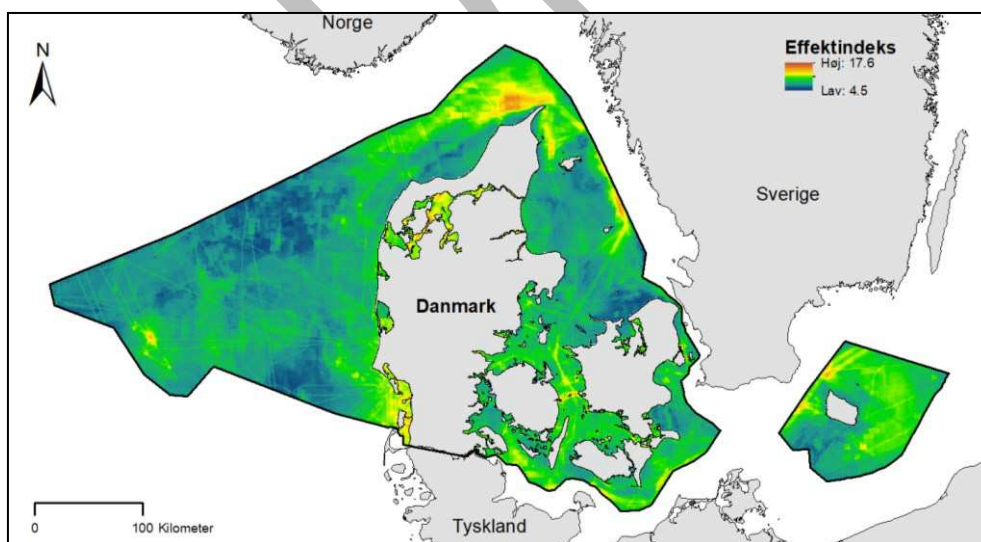 Norge
N
Effektindeks
Høj: 17.6
Lav: 4.5
Sverige
Danmark
0 100 Kilometer
Tyskland